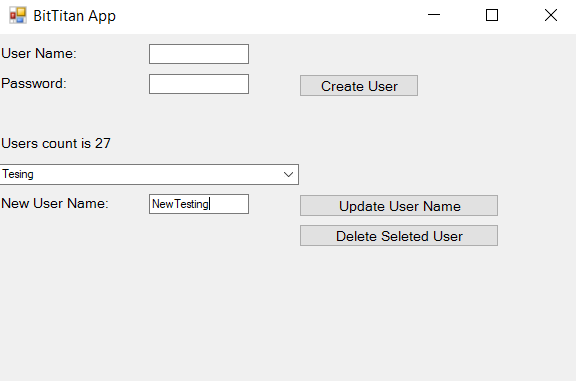 BitTitan App
User Name:
Password:
Create User
Users count is 27
Tesing
New User Name:
NewTesting
Update User Name
Delete Seleted User